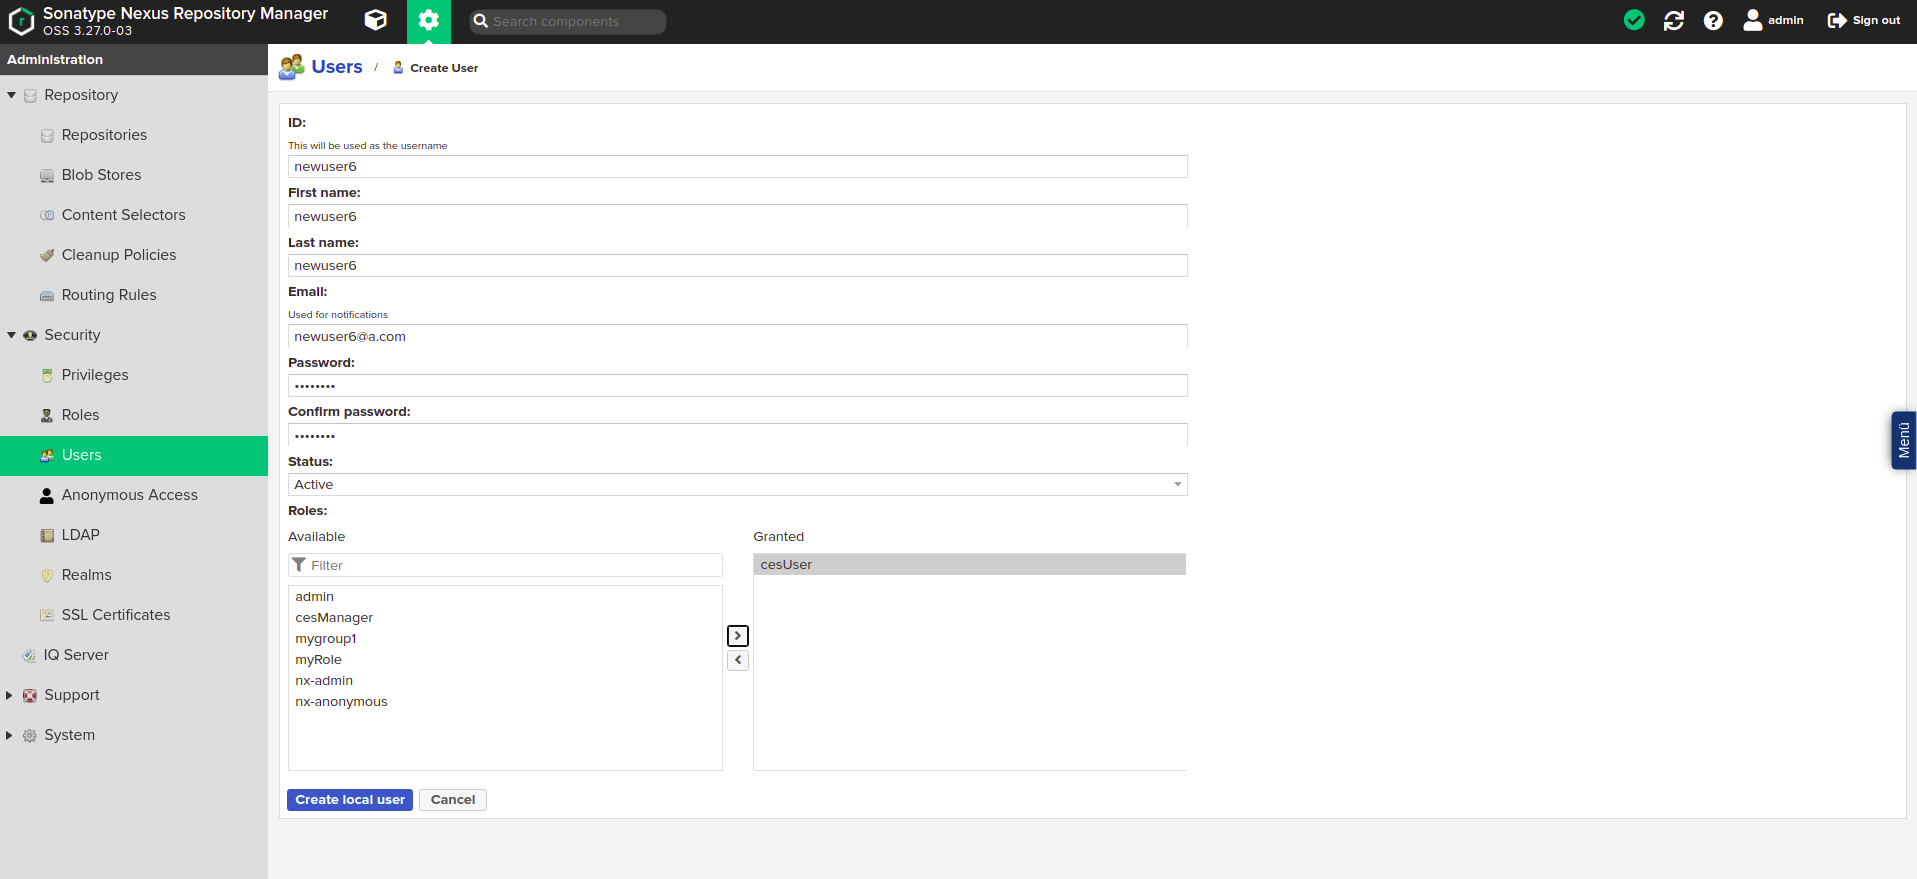 Sonatype Nexus Repository Manager
OSS 3.27.0-03
Search components
admin
Sign out
Administration
Repository
Repositories
Blob Stores
Content Selectors
Cleanup Policies
Routing Rules
Security
Privileges
Roles
Users
Anonymous Access
LDAP
Realms
SSL Certificates
IQ Server
Support
System
Users / Create User
ID:
This will be used as the username
newuser6
First name:
newuser6
Last name:
newuser6
Email:
Used for notifications
newuser6@a.com
Password:
••••••••
Confirm password:
••••••••
Status:
Active
Roles:
Available
Filter
admin
cesManager
mygroup1
myRole
nx-admin
nx-anonymous
Granted
cesUser
Create local user
Cancel
Menü